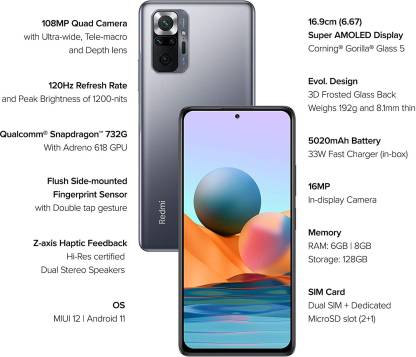 108MP Quad Camera
with Ultra-wide, Tele-macro
and Depth lens
120Hz Refresh Rate
and Peak Brightness of 1200-nits
Qualcomm® Snapdragon™ 732G
With Adreno 618 GPU
Flush Side-mounted
Fingerprint Sensor
with Double tap gesture
Z-axis Haptic Feedback
Hi-Res certified
Dual Stereo Speakers
OS
MIUI 12 | Android 11
Redmi
16.9cm (6.67)
Super AMOLED Display
Corning® Gorilla® Glass 5
Evol. Design
3D Frosted Glass Back
Weighs 192g and 8.1mm thin
5020mAh Battery
33W Fast Charger (in-box)
16MP
In-display Camera
Memory
RAM: 6GB | 8GB
Storage: 128GB
SIM Card
Dual SIM + Dedicated
MicroSD slot (2+1)